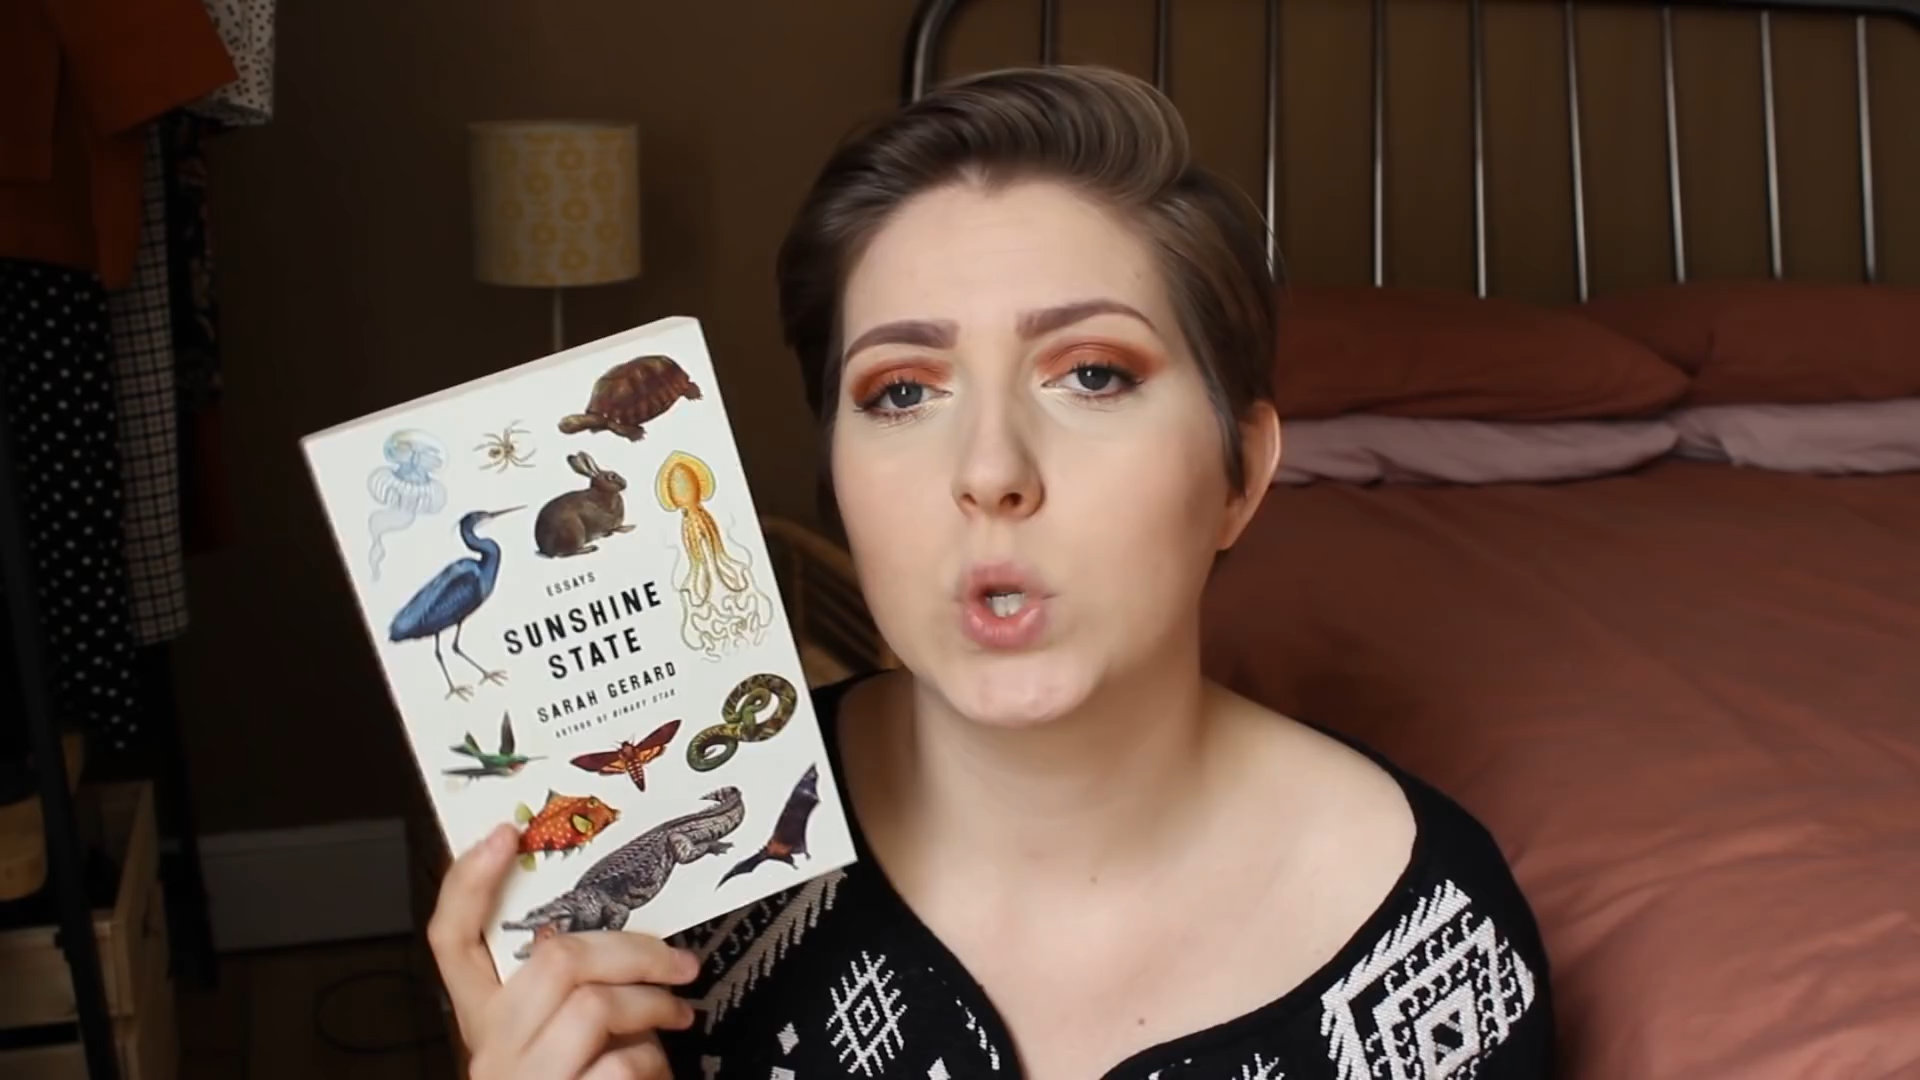 ESSAYS
SUNSHINE
STATE
SARAH GERARD
AUTHOR OF BINARY STAR